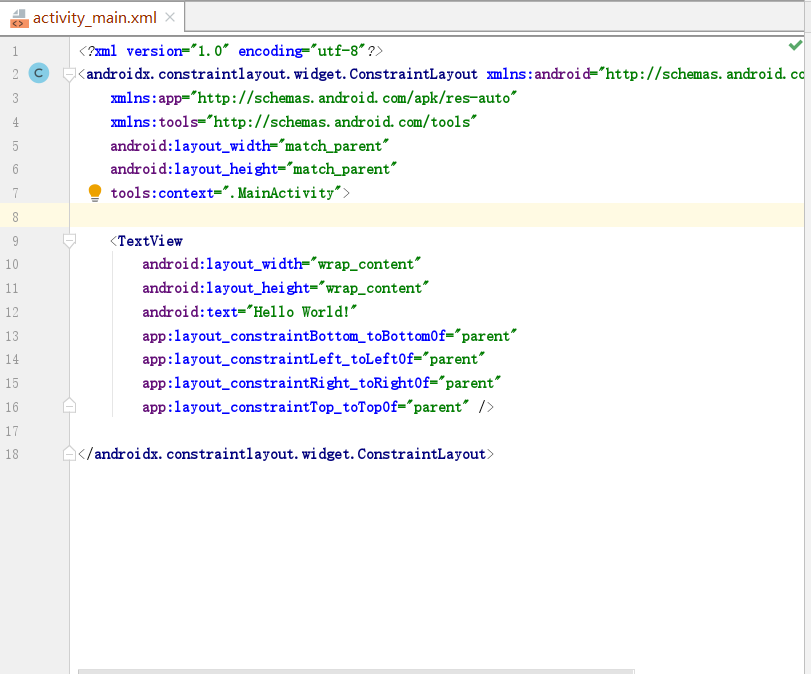 activity_main.xml
1 <?xml version="1.0" encoding="utf-8"?>
2 <androidx.constraintlayout.widget.ConstraintLayout xmlns:android="http://schemas.android.co
3 xmlns:app="http://schemas.android.com/apk/res-auto"
4 xmlns:tools="http://schemas.android.com/tools"
5 android:layout_width="match_parent"
6 android:layout_height="match_parent"
7 tools:context=".MainActivity">
8
9 <TextView
10 android:layout_width="wrap_content"
11 android:layout_height="wrap_content"
12 android:text="Hello World!"
13 app:layout_constraintBottom_toBottomOf="parent"
14 app:layout_constraintLeft_toLeftOf="parent"
15 app:layout_constraintRight_toRightOf="parent"
16 app:layout_constraintTop_toTopOf="parent" />
17
18 </androidx.constraintlayout.widget.ConstraintLayout>